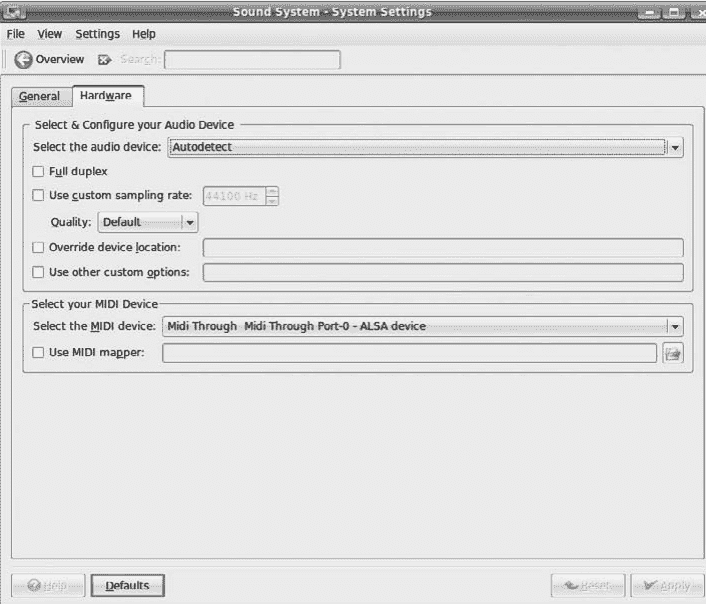 Sound System - System Settings
File View Settings Help
Overview Search:
General Hardware
Select & Configure your Audio Device
Select the audio device: Autodetect
Full duplex
Use custom sampling rate: 44100 Hz
Quality: Default
Override device location:
Use other custom options:
Select your MIDI Device
Select the MIDI device: Midi Through Midi Through Port-0 - ALSA device
Use MIDI mapper:
Help Defaults Reset Apply